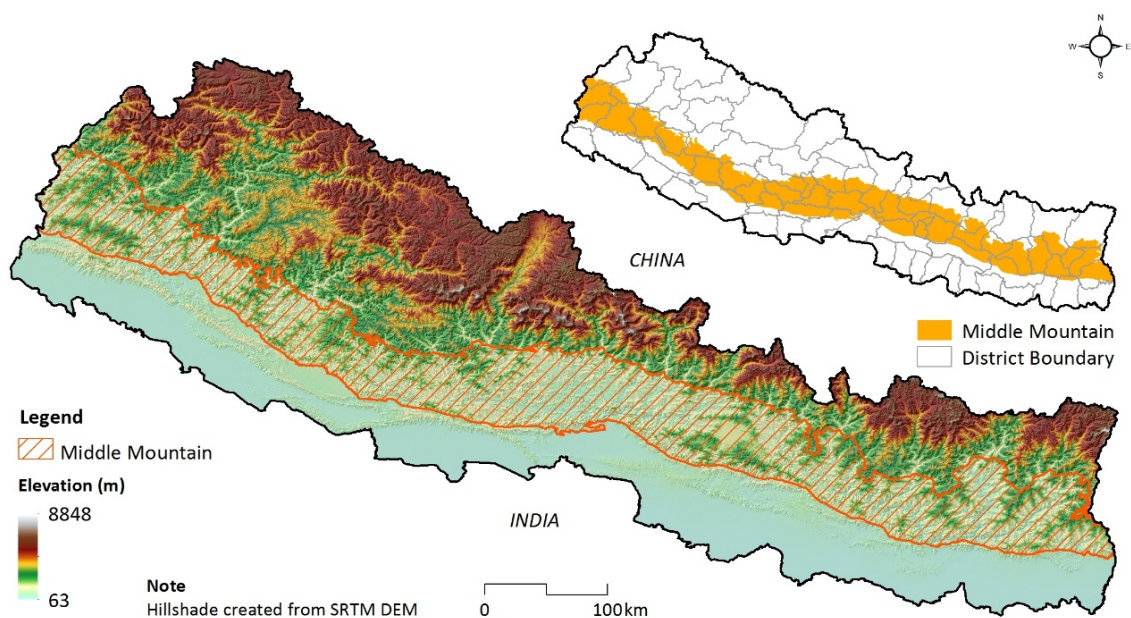 N
W E
S
CHINA
Middle Mountain
District Boundary
Legend
Middle Mountain
Elevation (m)
8848
63
INDIA
Note
Hillshade created from SRTM DEM
0 100km